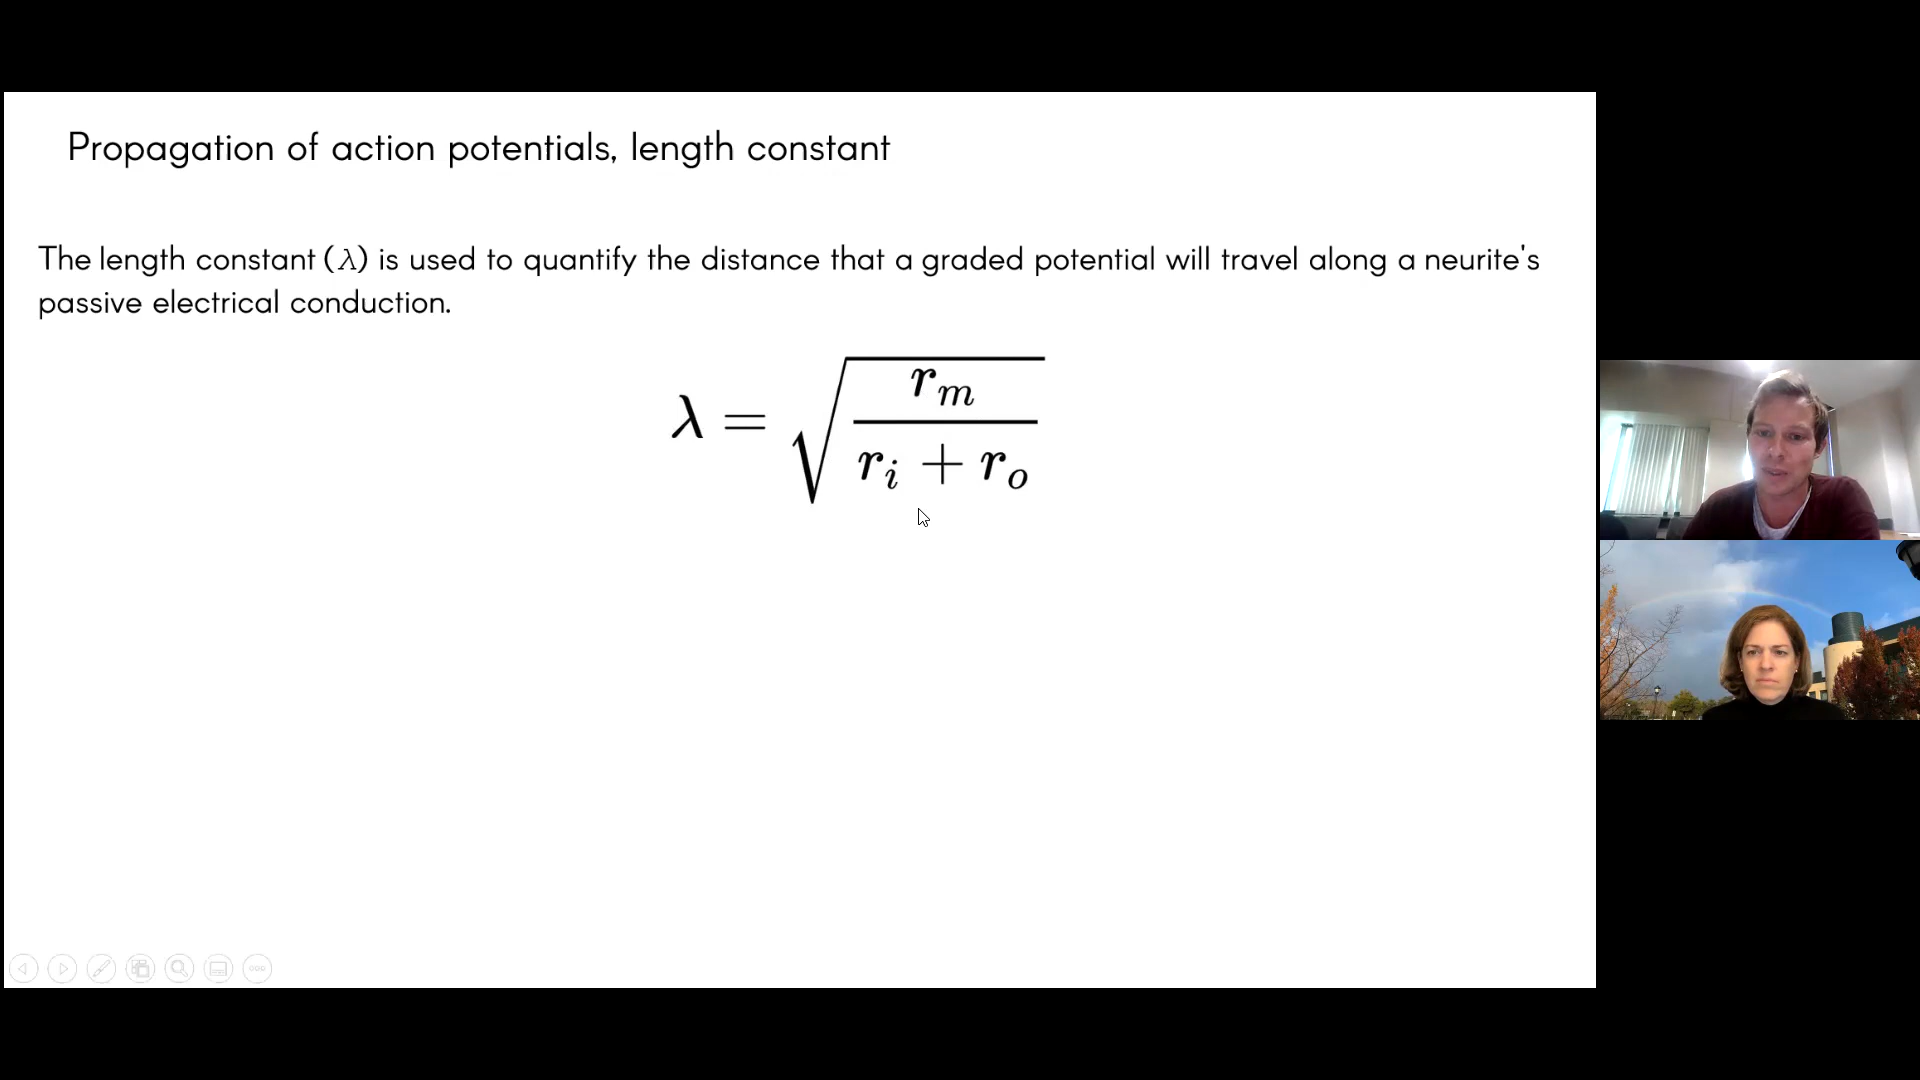 Propagation of action potentials, length constant
The length constant (λ) is used to quantify the distance that a graded potential will travel along a neurite's
passive electrical conduction.
λ = √(r_m / (r_i + r_o))